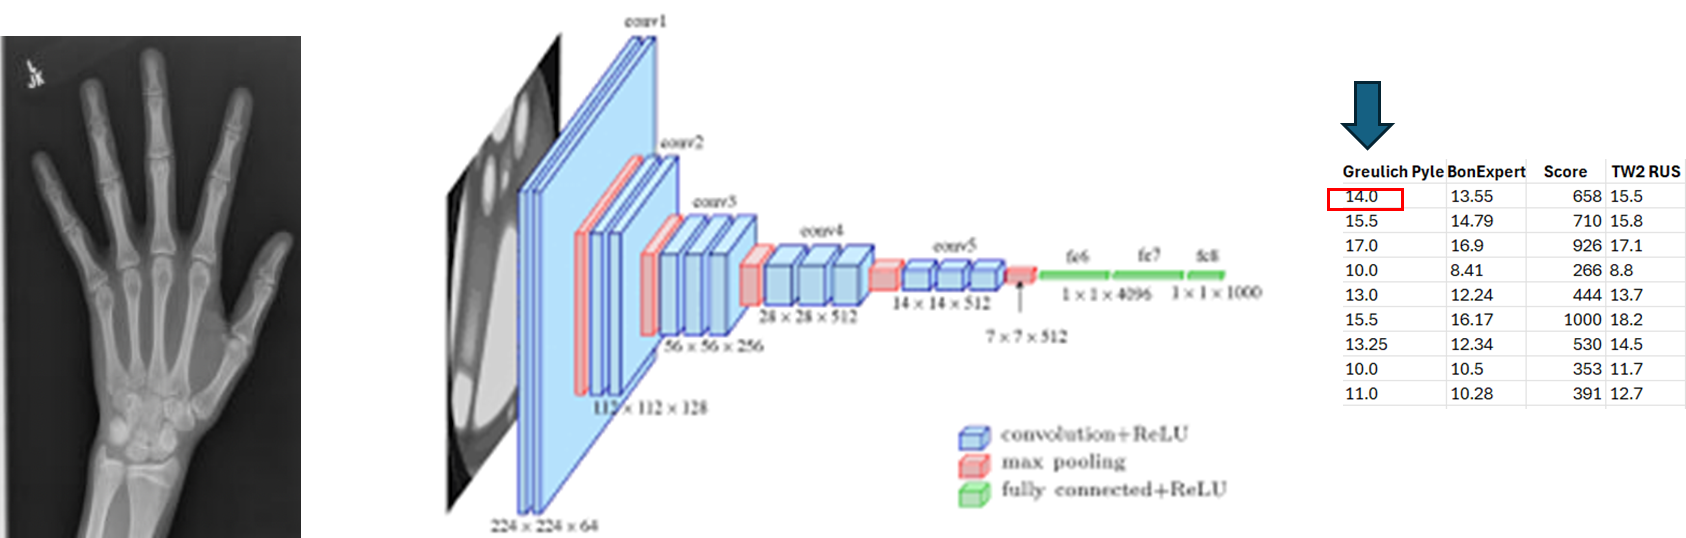 L
JK
conv1
conv2
conv3
conv4
conv5
fc6 fc7 fc8
1 × 1 × 4096 1 × 1 × 1000
14 × 14 × 512
28 × 28 × 512
7 × 7 × 512
56 × 56 × 256
112 × 112 × 128
224 × 224 × 64
convolution+ReLU
max pooling
fully connected+ReLU
Greulich Pyle BonExpert Score TW2 RUS
14.0 13.55 658 15.5
15.5 14.79 710 15.8
17.0 16.9 926 17.1
10.0 8.41 266 8.8
13.0 12.24 444 13.7
15.5 16.17 1000 18.2
13.25 12.34 530 14.5
10.0 10.5 353 11.7
11.0 10.28 391 12.7